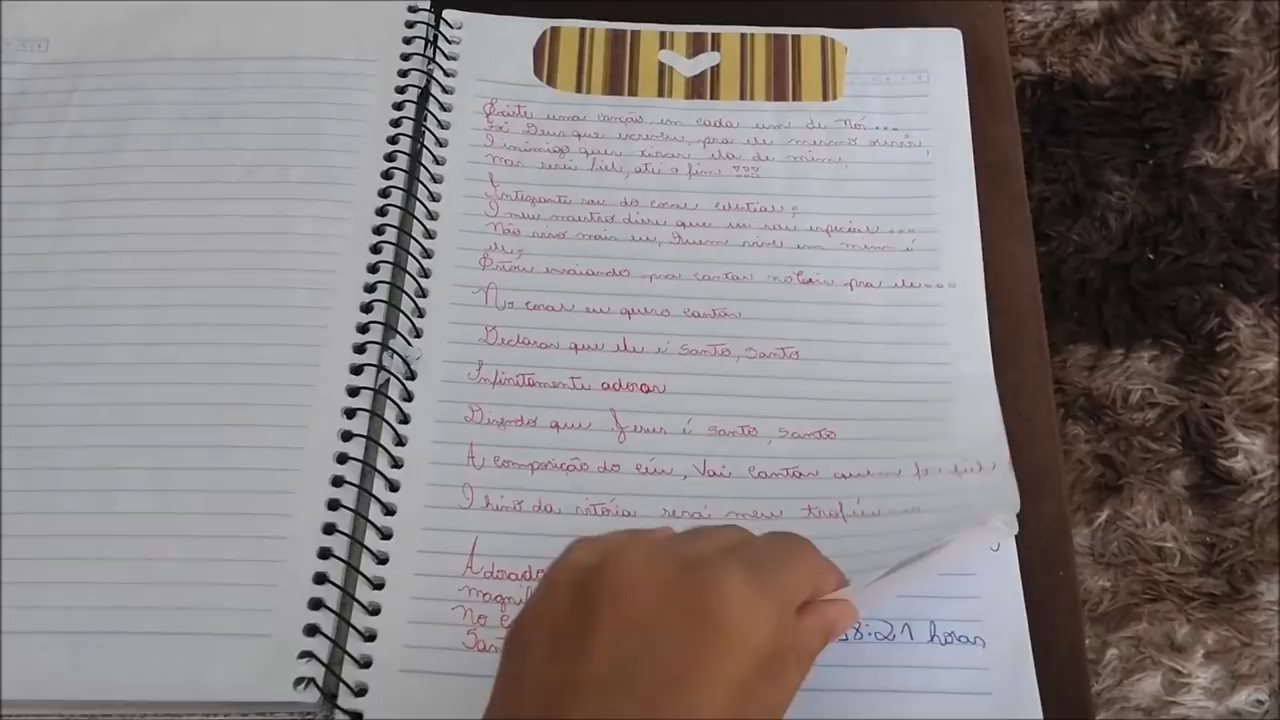 Existe uma canção, em cada um de nós...
Foi Deus que escreveu, pra ele mesmo ouvir,
O inimigo quer tirar ela de mim,
mas serei fiel, até o fim!!!
Integrante sou do coral celestial;
O meu maestro disse que eu sou especial...
Não vivo mais eu, Quem vive em mim é
ele;
Estou ensaiando pra cantar no Céu pra ele...
No coral eu quero cantar
Declarar que ele é Santo, Santo
Infinitamente adorar
Dizendo que Jesus é Santo, Santo
A composição do céu, Vai cantar quem for fiel
O hino da vitória será meu troféu...
:21 horas